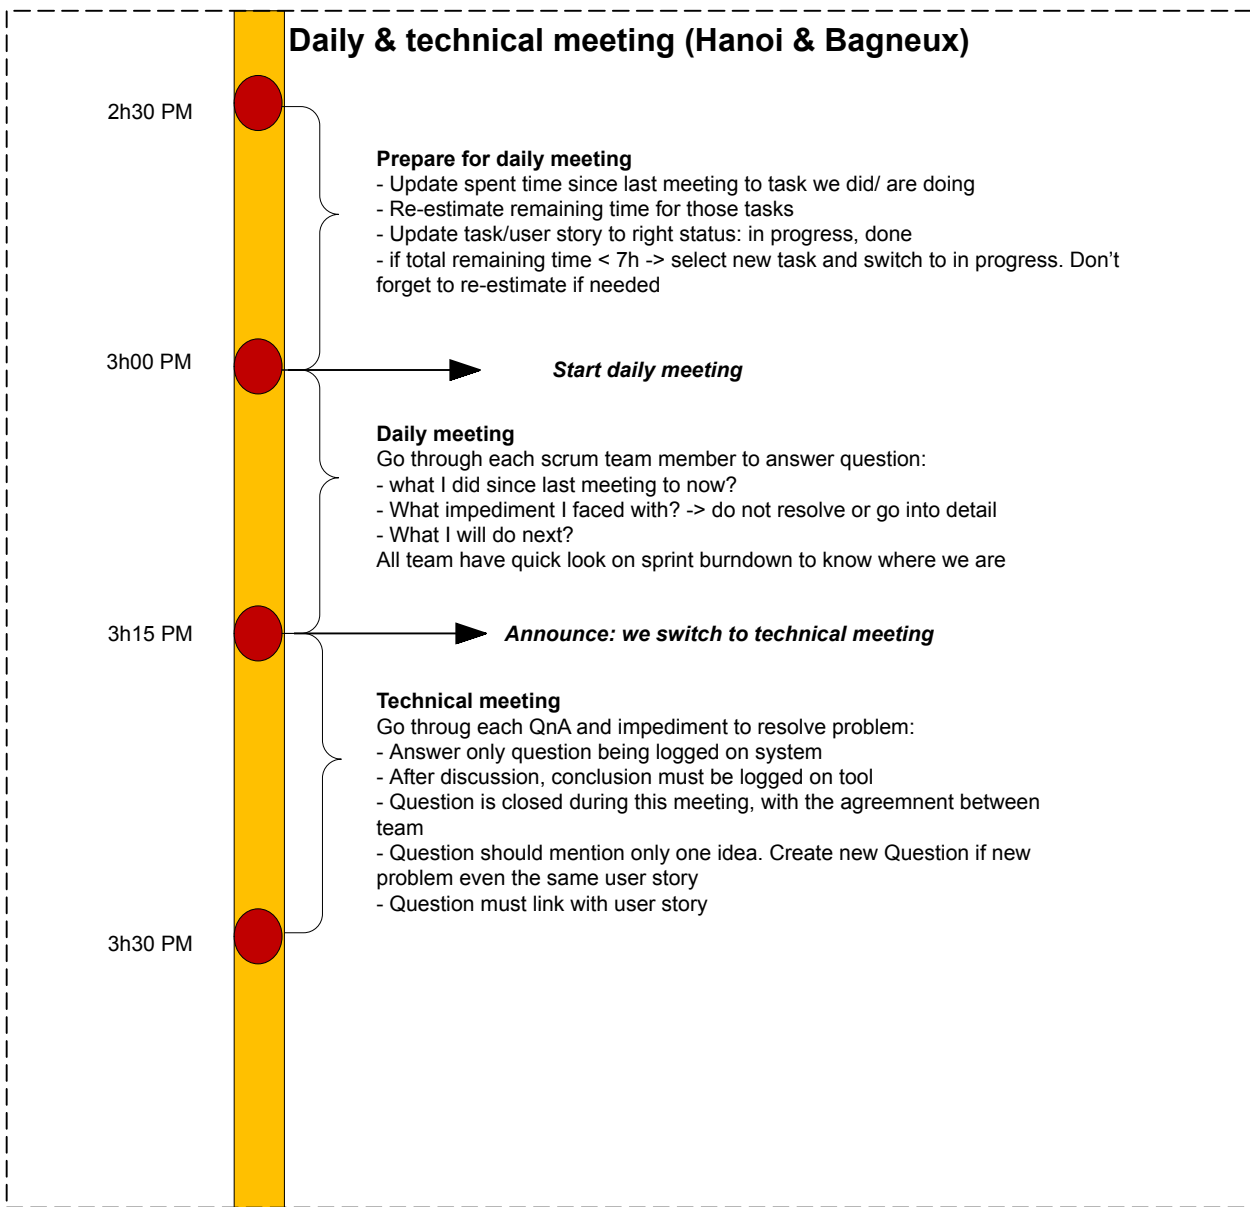 Daily & technical meeting (Hanoi & Bagneux)
2h30 PM
Prepare for daily meeting
- Update spent time since last meeting to task we did/ are doing
- Re-estimate remaining time for those tasks
- Update task/user story to right status: in progress, done
- if total remaining time < 7h -> select new task and switch to in progress. Don’t
forget to re-estimate if needed
3h00 PM
Start daily meeting
Daily meeting
Go through each scrum team member to answer question:
- what I did since last meeting to now?
- What impediment I faced with? -> do not resolve or go into detail
- What I will do next?
All team have quick look on sprint burndown to know where we are
3h15 PM
Announce: we switch to technical meeting
Technical meeting
Go throug each QnA and impediment to resolve problem:
- Answer only question being logged on system
- After discussion, conclusion must be logged on tool
- Question is closed during this meeting, with the agreemnent between
team
- Question should mention only one idea. Create new Question if new
problem even the same user story
- Question must link with user story
3h30 PM